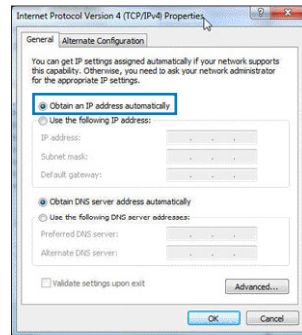 Internet Protocol Version 4 (TCP/IPv4) Properties
General
Alternate Configuration
You can get IP settings assigned automatically if your network supports
this capability. Otherwise, you need to ask your network administrator
for the appropriate IP settings.
Obtain an IP address automatically
Use the following IP address:
IP address:
Subnet mask:
Default gateway:
Obtain DNS server address automatically
Use the following DNS server addresses:
Preferred DNS server:
Alternate DNS server:
Validate settings upon exit
Advanced...
OK
Cancel